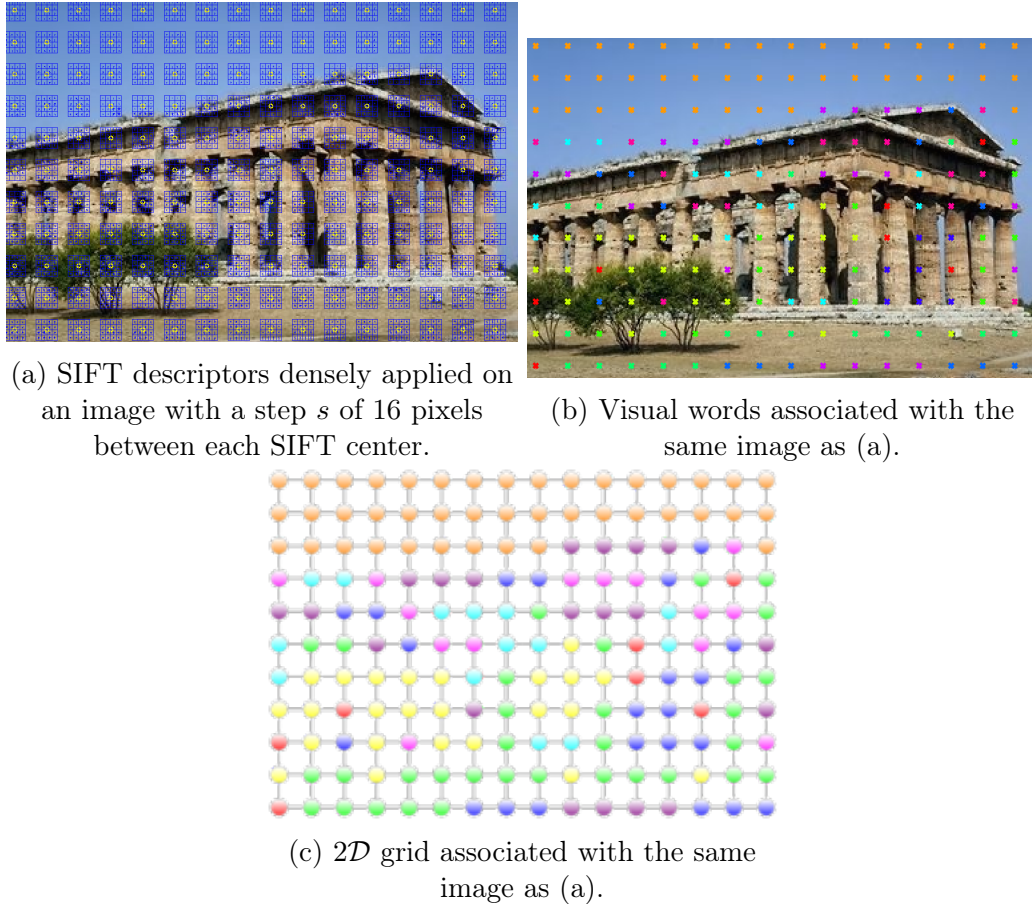 (a) SIFT descriptors densely applied on
an image with a step s of 16 pixels
between each SIFT center.
(b) Visual words associated with the
same image as (a).
(c) 2𝒟 grid associated with the same
image as (a).